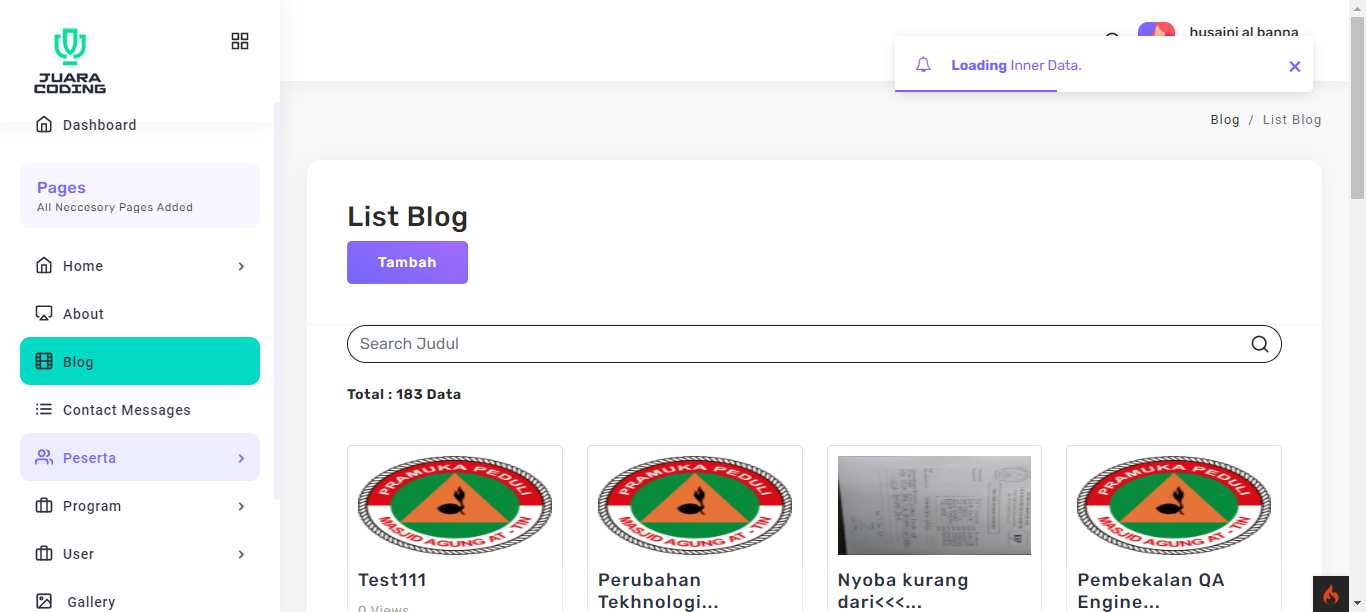 JUARA
CODING
husaini al banna
Loading Inner Data.
Blog / List Blog
Dashboard
Pages
All Neccesory Pages Added
Home
About
Blog
Contact Messages
Peserta
Program
User
Gallery
List Blog
Tambah
Search Judul
Total : 183 Data
PRAMUKA PEDULI
MASJID AGUNG AT - TIN
Test111
0 Views
PRAMUKA PEDULI
MASJID AGUNG AT - TIN
Perubahan
Tekhnologi...
Nyoba kurang
dari<<<...
PRAMUKA PEDULI
MASJID AGUNG AT - TIN
Pembekalan QA
Engine...